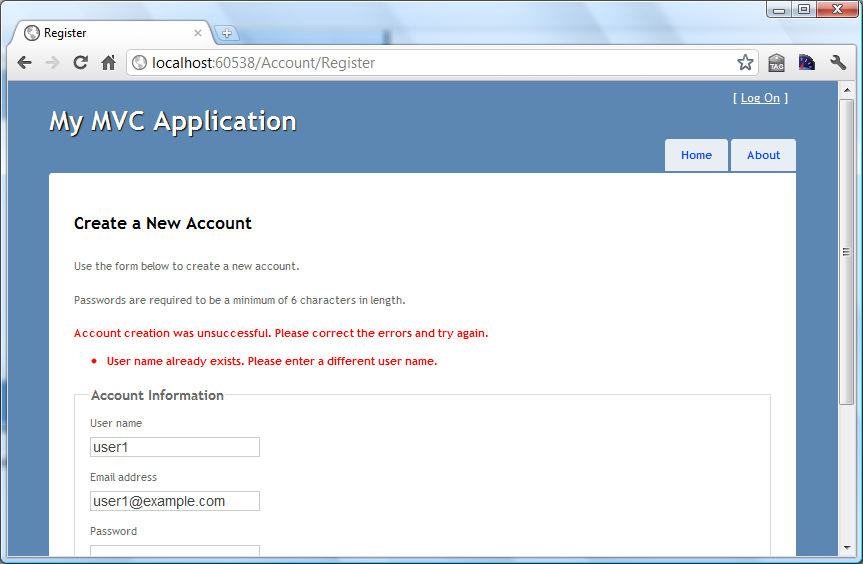 Register
localhost:60538/Account/Register
TAG
[ Log On ]
My MVC Application
Home
About
Create a New Account
Use the form below to create a new account.
Passwords are required to be a minimum of 6 characters in length.
Account creation was unsuccessful. Please correct the errors and try again.
• User name already exists. Please enter a different user name.
Account Information
User name
user1
Email address
user1@example.com
Password